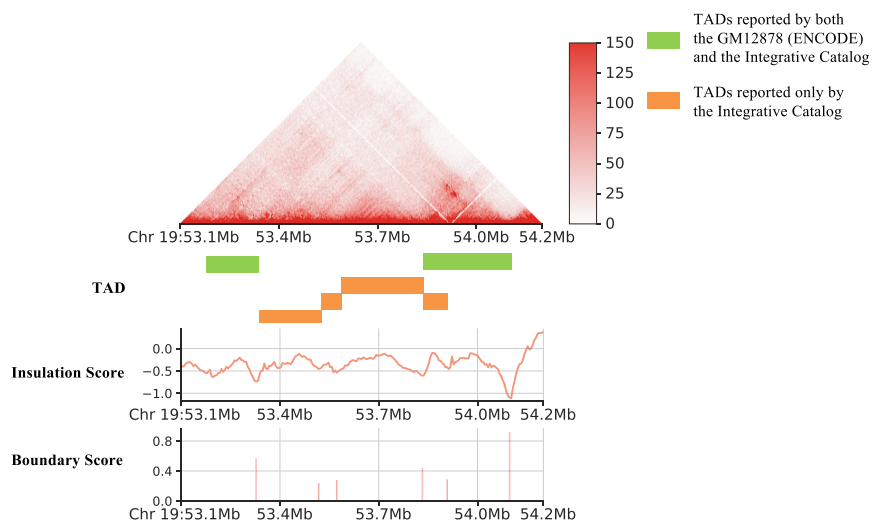 TADs reported by both
the GM12878 (ENCODE)
and the Integrative Catalog
TADs reported only by
the Integrative Catalog
150
125
100
75
50
25
0
Chr 19:53.1Mb 53.4Mb 53.7Mb 54.0Mb 54.2Mb
TAD
Insulation Score
0.0
−0.5
−1.0
Chr 19:53.1Mb 53.4Mb 53.7Mb 54.0Mb 54.2Mb
Boundary Score
0.8
0.4
0.0
Chr 19:53.1Mb 53.4Mb 53.7Mb 54.0Mb 54.2Mb